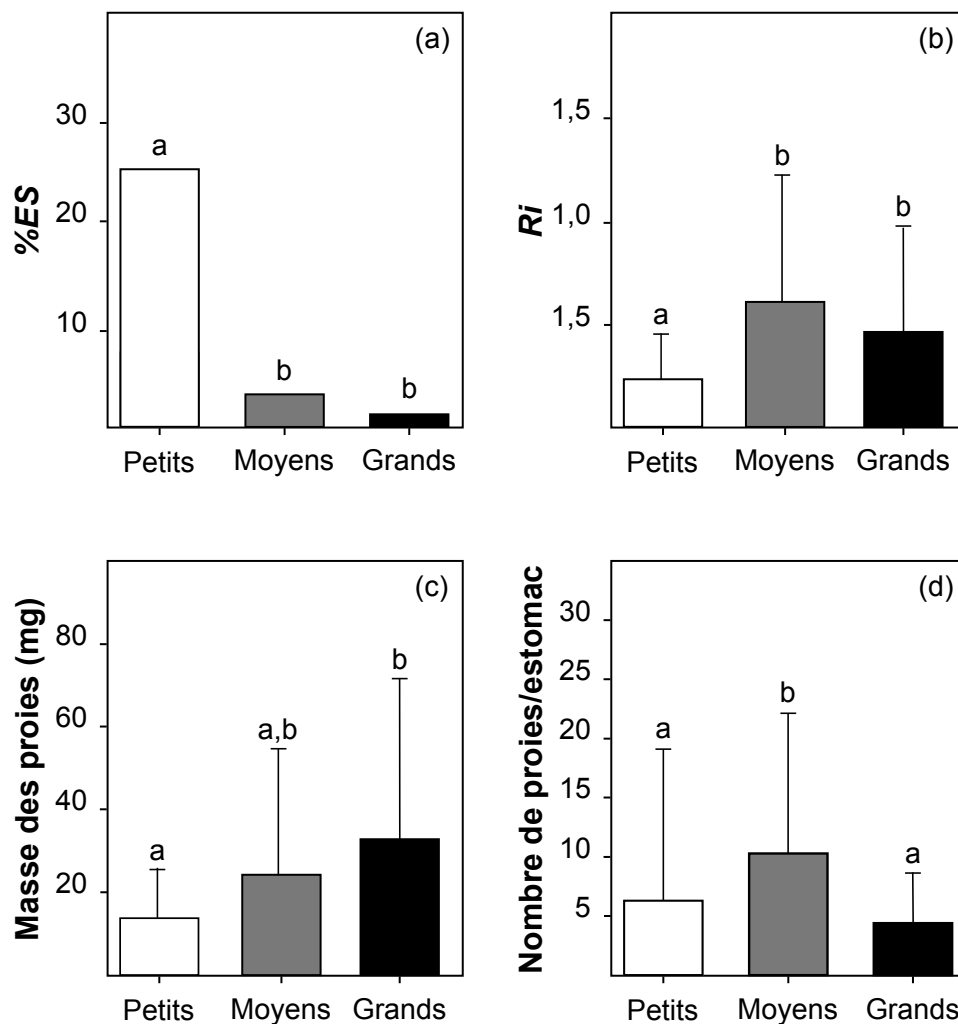 (a)
%ES
30
20
10
a
b
b
Petits Moyens Grands
(b)
Ri
1,5
1,0
1,5
a
b
b
Petits Moyens Grands
(c)
Masse des proies (mg)
80
60
40
20
a
a,b
b
Petits Moyens Grands
(d)
Nombre de proies/estomac
30
25
20
15
10
5
a
b
a
Petits Moyens Grands